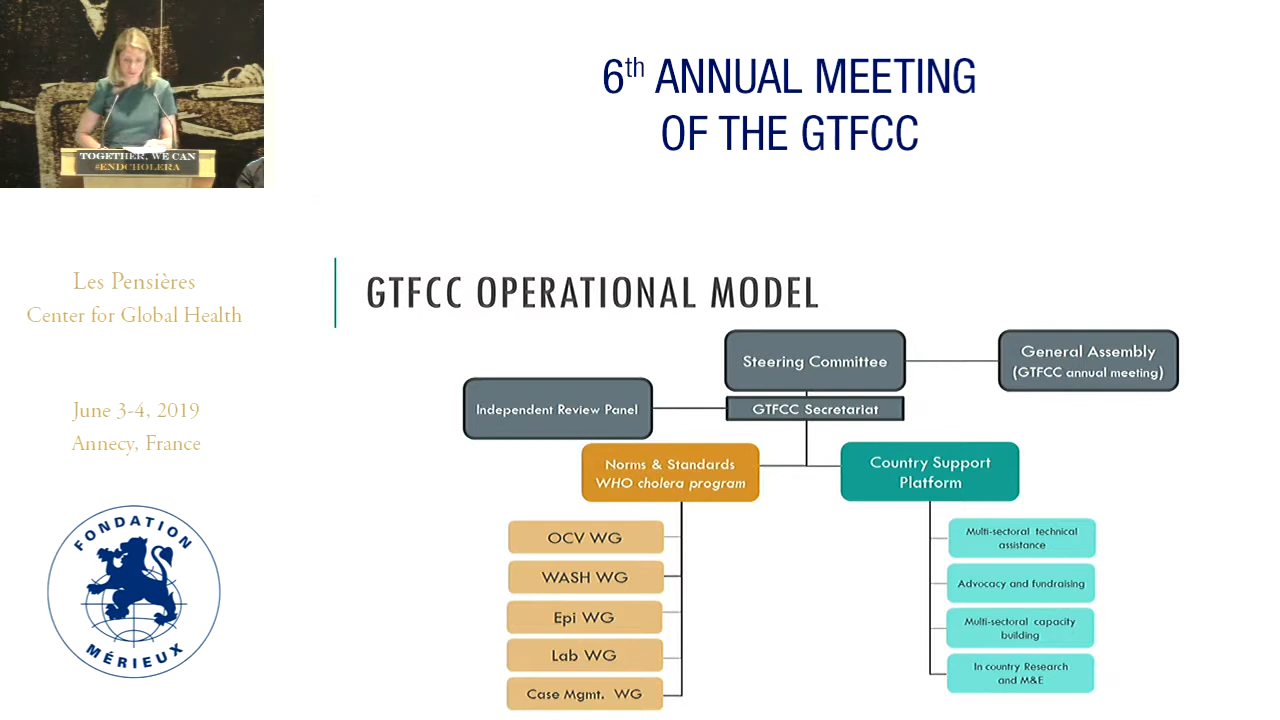 6th ANNUAL MEETING
OF THE GTFCC
TOGETHER, WE CAN
#ENDCHOLERA
Les Pensières
Center for Global Health
June 3-4, 2019
Annecy, France
FONDATION
MÉRIEUX
GTFCC OPERATIONAL MODEL
Steering Committee
General Assembly
(GTFCC annual meeting)
Independent Review Panel
GTFCC Secretariat
Norms & Standards
WHO cholera program
Country Support
Platform
OCV WG
WASH WG
Epi WG
Lab WG
Case Mgmt. WG
Multi-sectoral technical
assistance
Advocacy and fundraising
Multi-sectoral capacity
building
In country Research
and M&E